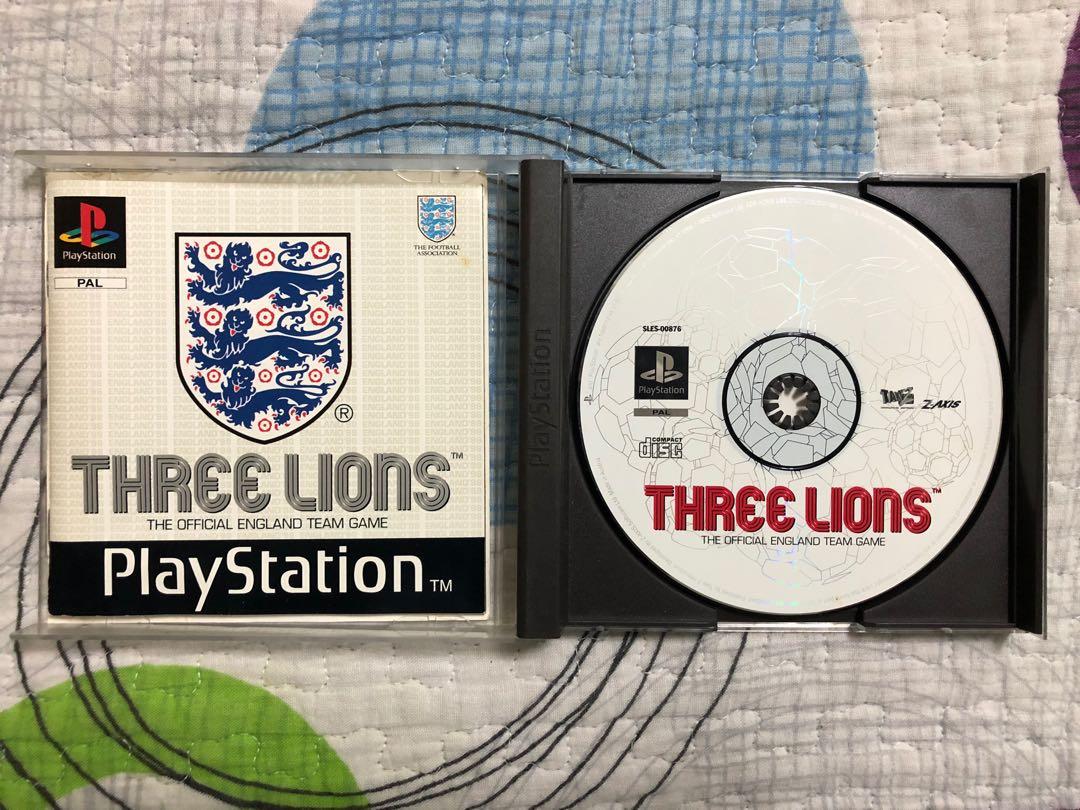 PlayStation
PAL
THE FOOTBALL
ASSOCIATION
®
THREE LIONS™
THE OFFICIAL ENGLAND TEAM GAME
PlayStation™
PlayStation
SLES-00876
PlayStation
PAL
COMPACT
disc
Z-AXIS
THREE LIONS™
THE OFFICIAL ENGLAND TEAM GAME